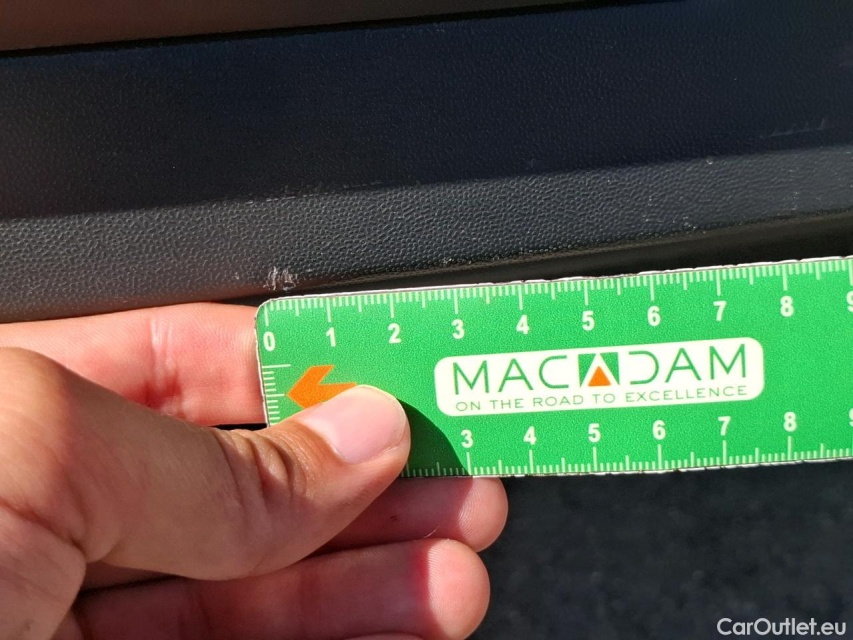 0 1 2 3 4 5 6 7 8 9
MACADAM
ON THE ROAD TO EXCELLENCE
3 4 5 6 7 8 9
CarOutlet.eu